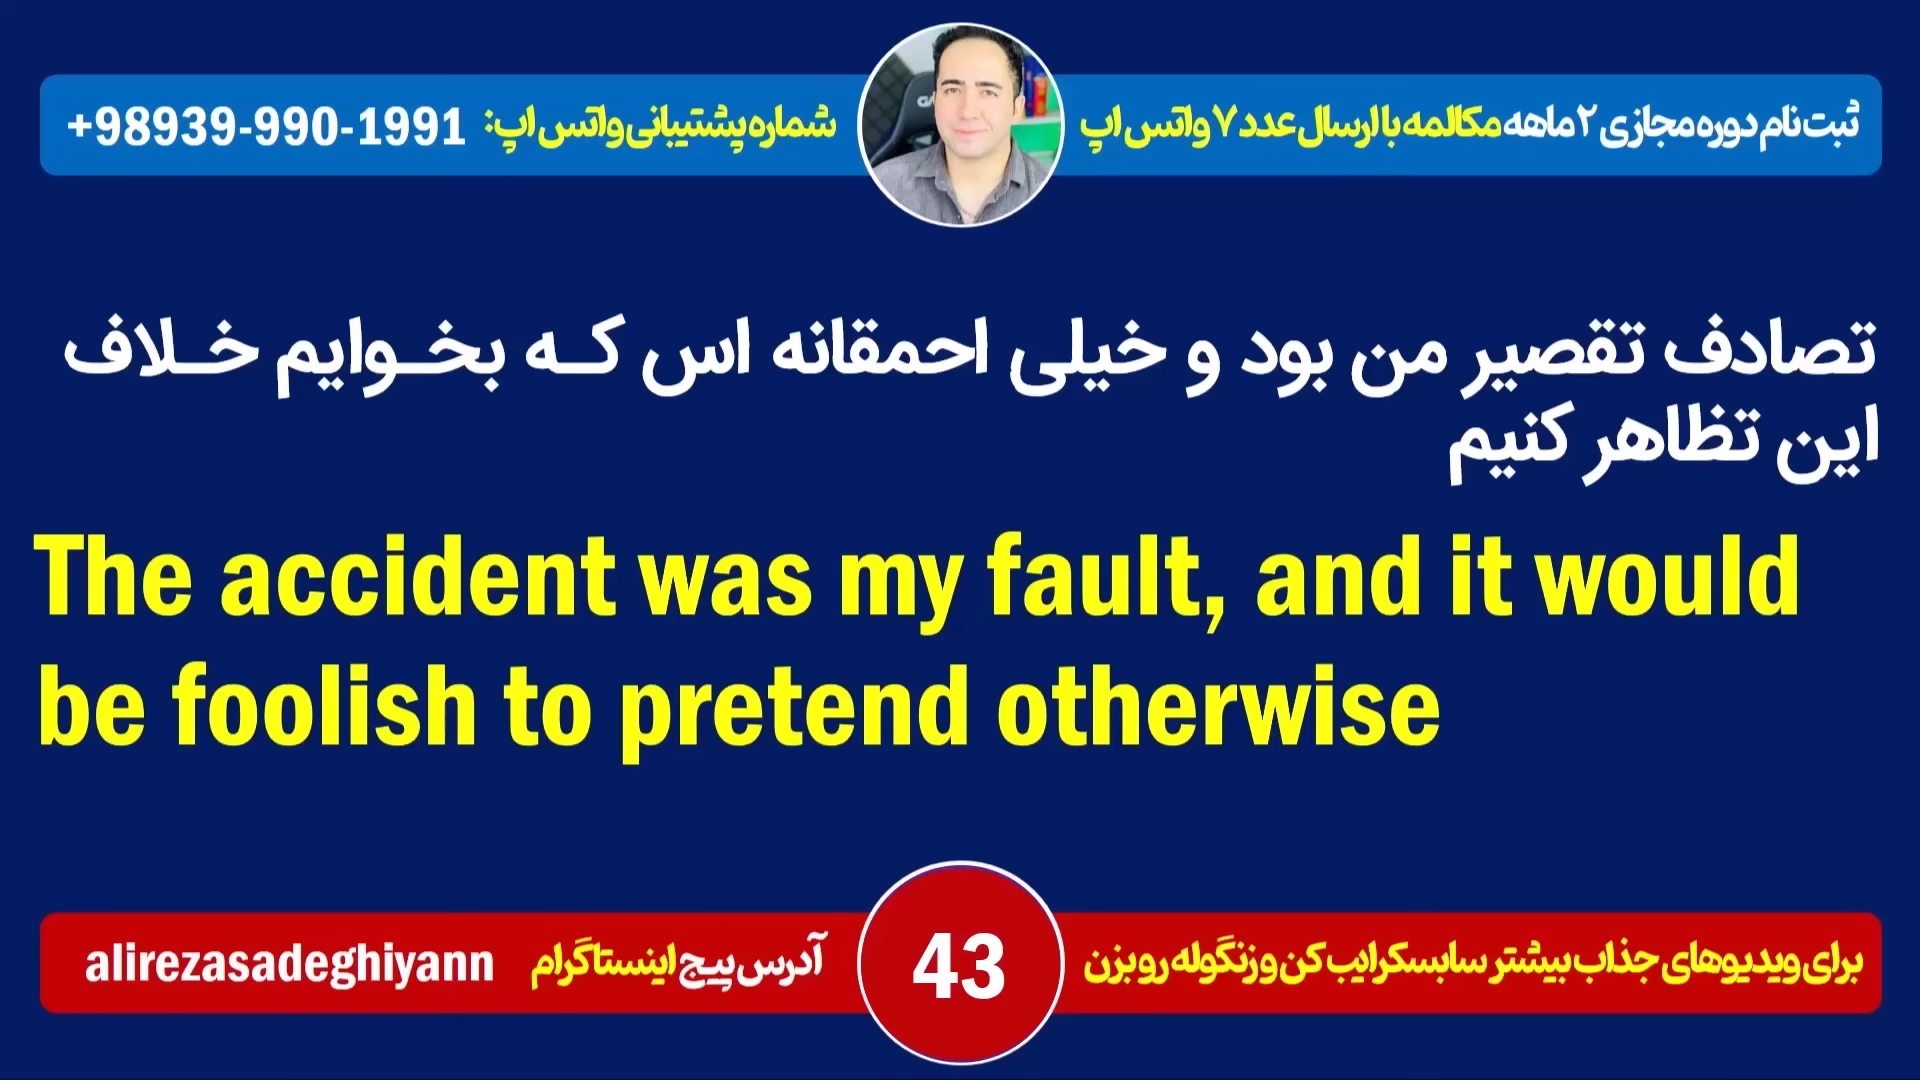 ثبت نام دوره مجازی ۲ ماهه مکالمه با ارسال عدد ۷ واتس اپ
شماره پشتیبانی واتس اپ: +98939-990-1991
تصادف تقصیر من بود و خیلی احمقانه اس که بخوایم خلاف
این تظاهر کنیم
The accident was my fault, and it would
be foolish to pretend otherwise
برای ویدیوهای جذاب بیشتر سابسکرایب کن و زنگوله رو بزن
43
آدرس پیج اینستاگرام alirezasadeghiyann